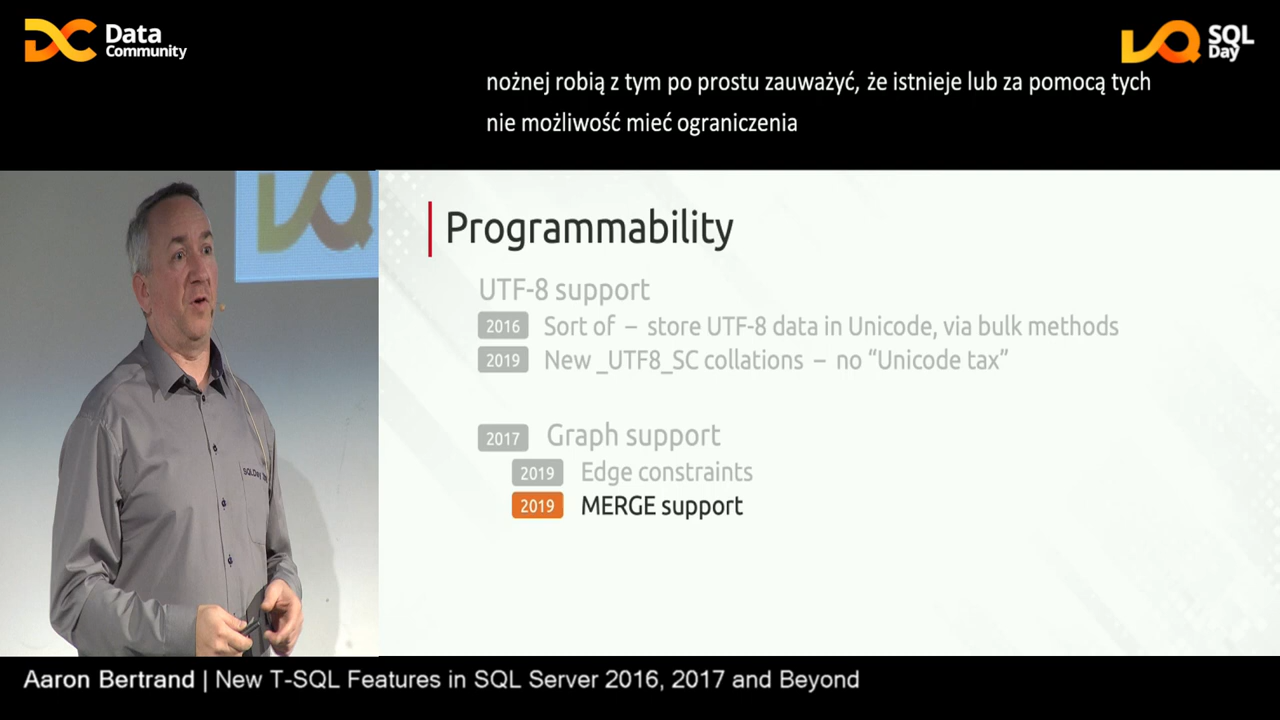 Data
Community
SQL
Day
nożnej robią z tym po prostu zauważyć, że istnieje lub za pomocą tych
nie możliwość mieć ograniczenia
Programmability
UTF-8 support
2016 Sort of – store UTF-8 data in Unicode, via bulk methods
2019 New _UTF8_SC collations – no “Unicode tax”
2017 Graph support
2019 Edge constraints
2019 MERGE support
Aaron Bertrand | New T-SQL Features in SQL Server 2016, 2017 and Beyond